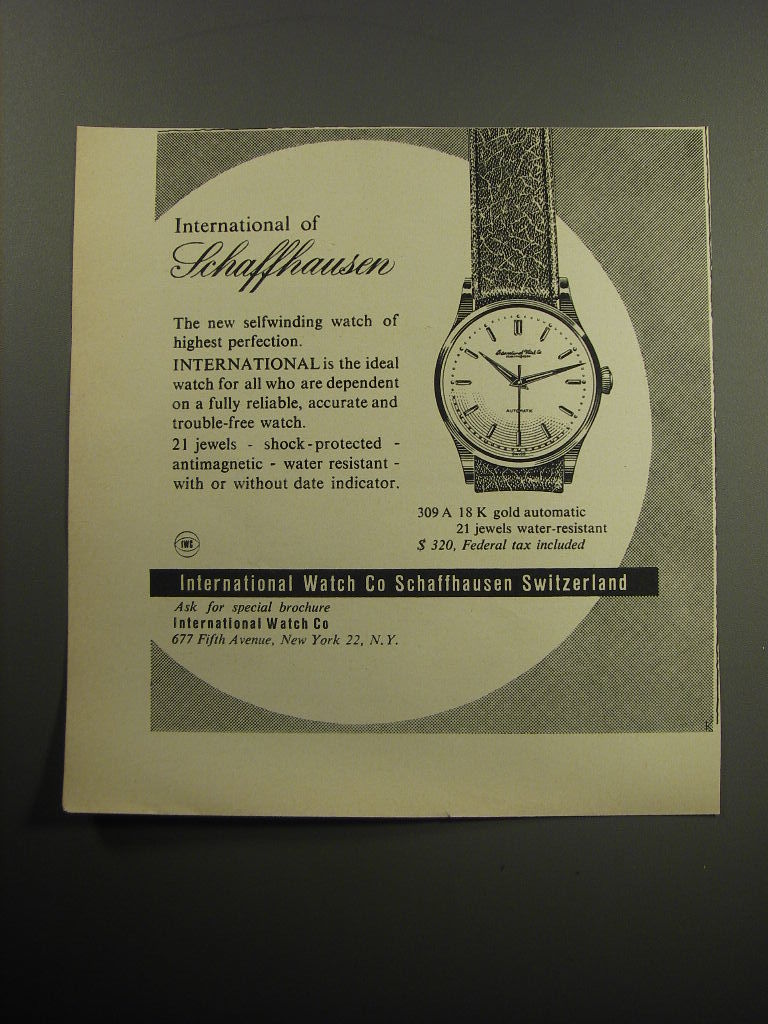 International of
Schaffhausen
The new selfwinding watch of
highest perfection.
INTERNATIONAL is the ideal
watch for all who are dependent
on a fully reliable, accurate and
trouble-free watch.
21 jewels - shock-protected -
antimagnetic - water resistant -
with or without date indicator.
International Watch Co
AUTOMATIC
309 A 18 K gold automatic
21 jewels water-resistant
$ 320, Federal tax included
IWC
International Watch Co Schaffhausen Switzerland
Ask for special brochure
International Watch Co
677 Fifth Avenue, New York 22, N.Y.
K